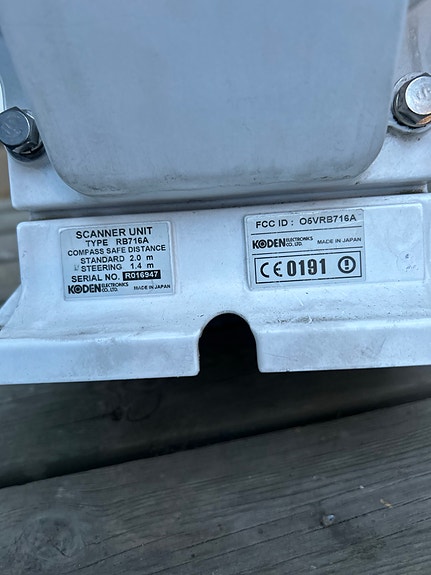 SCANNER UNIT
TYPE RB716A
COMPASS SAFE DISTANCE
STANDARD 2.0 m
STEERING 1.4 m
SERIAL NO. R016947
KODEN ELECTRONICS CO.,LTD. MADE IN JAPAN
FCC ID : O5VRB716A
KODEN ELECTRONICS CO.,LTD. MADE IN JAPAN
CE 0191